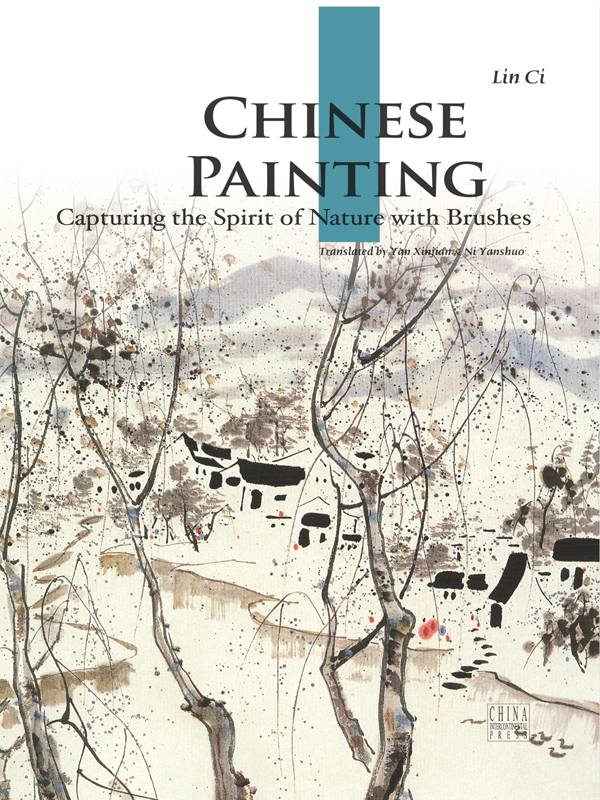 Lin Ci
CHINESE
PAINTING
Capturing the Spirit of Nature with Brushes
Translated by Yan Xinjian & Ni Yanshuo
CHINA
INTERCONTINENTAL
PRESS